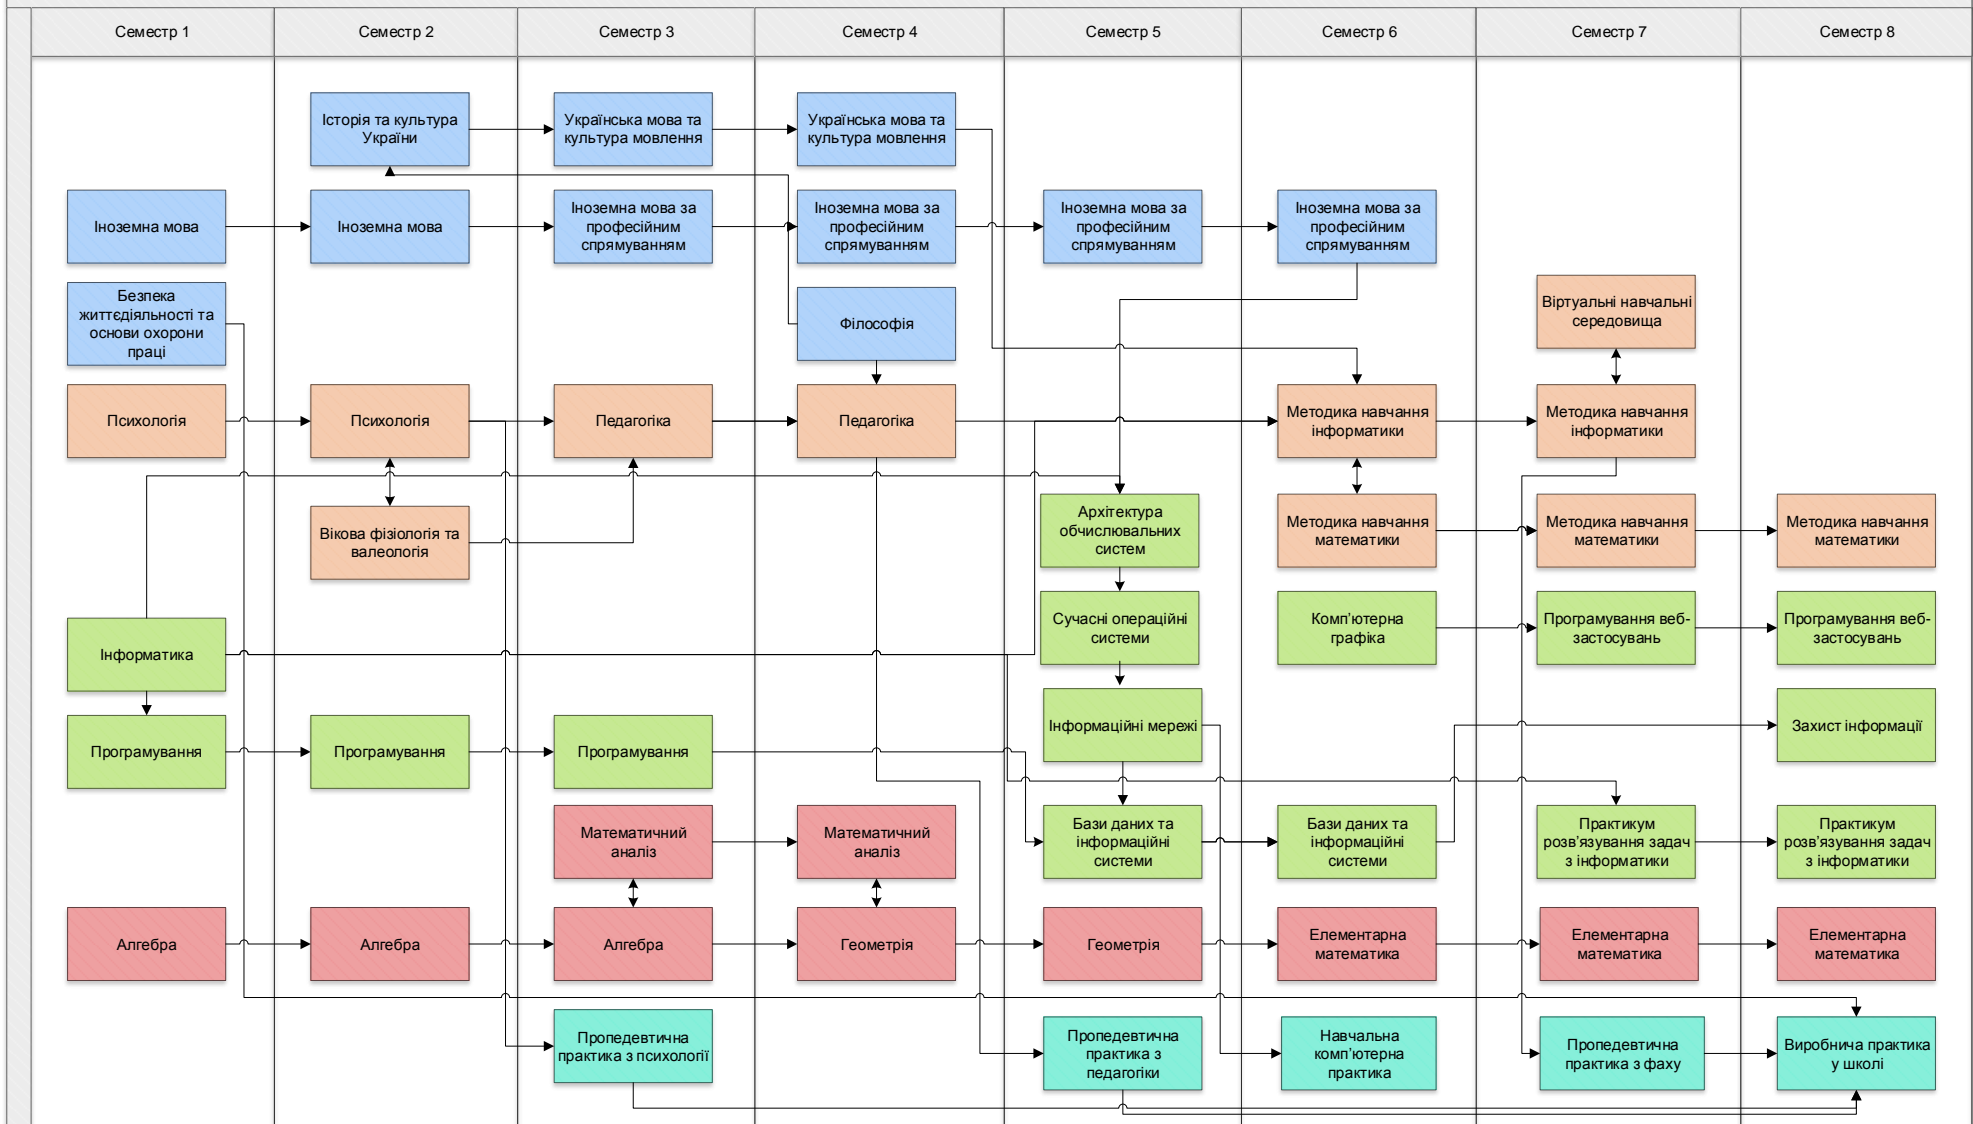 Семестр 1
Семестр 2
Семестр 3
Семестр 4
Семестр 5
Семестр 6
Семестр 7
Семестр 8
Історія та культура
України
Українська мова та
культура мовлення
Українська мова та
культура мовлення
Іноземна мова
Іноземна мова
Іноземна мова за
професійним
спрямуванням
Іноземна мова за
професійним
спрямуванням
Іноземна мова за
професійним
спрямуванням
Іноземна мова за
професійним
спрямуванням
Безпека
життєдіяльності та
основи охорони
праці
Філософія
Віртуальні навчальні
середовища
Психологія
Психологія
Педагогіка
Педагогіка
Методика навчання
інформатики
Методика навчання
інформатики
Вікова фізіологія та
валеологія
Архітектура
обчислювальних
систем
Методика навчання
математики
Методика навчання
математики
Методика навчання
математики
Інформатика
Сучасні операційні
системи
Комп'ютерна
графіка
Програмування веб-
застосувань
Програмування веб-
застосувань
Програмування
Програмування
Програмування
Інформаційні мережі
Захист інформації
Математичний
аналіз
Математичний
аналіз
Бази даних та
інформаційні
системи
Бази даних та
інформаційні
системи
Практикум
розв'язування задач
з інформатики
Практикум
розв'язування задач
з інформатики
Алгебра
Алгебра
Алгебра
Геометрія
Геометрія
Елементарна
математика
Елементарна
математика
Елементарна
математика
Пропедевтична
практика з психології
Пропедевтична
практика з
педагогіки
Навчальна
комп'ютерна
практика
Пропедевтична
практика з фаху
Виробнича практика
у школі